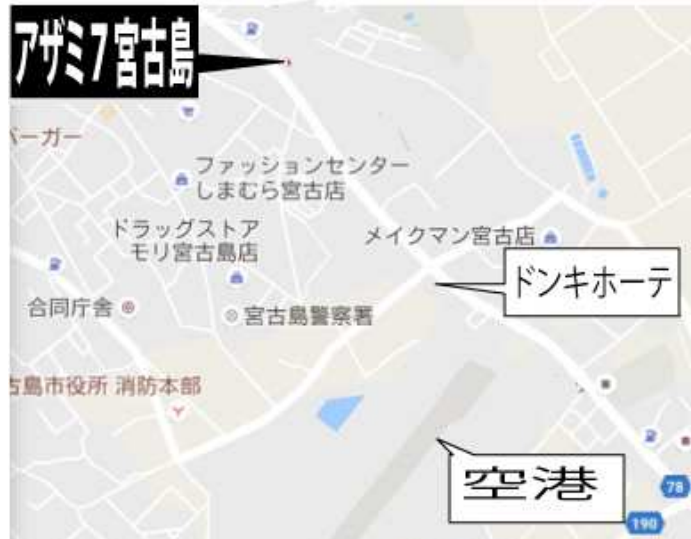 アザミ7宮古島
バーガー
ファッションセンター
しまむら宮古店
ドラッグストア
モリ宮古島店
メイクマン宮古店
ドンキホーテ
合同庁舎
宮古島警察署
古島市役所 消防本部
空港
78
190